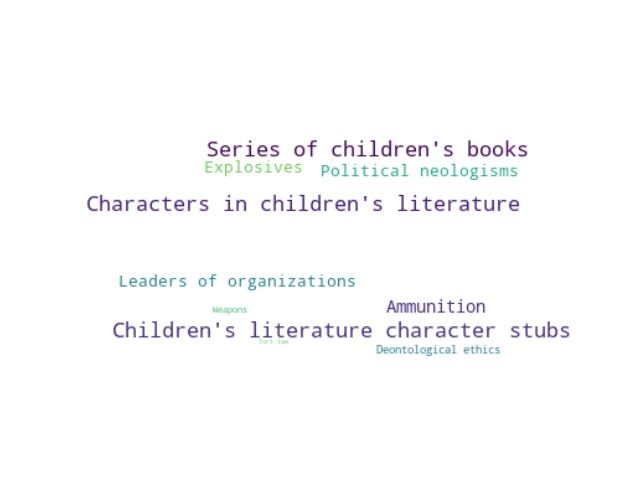 Series of children's books
Explosives
Political neologisms
Characters in children's literature
Leaders of organizations
Weapons
Ammunition
Children's literature character stubs
Tort law
Deontological ethics